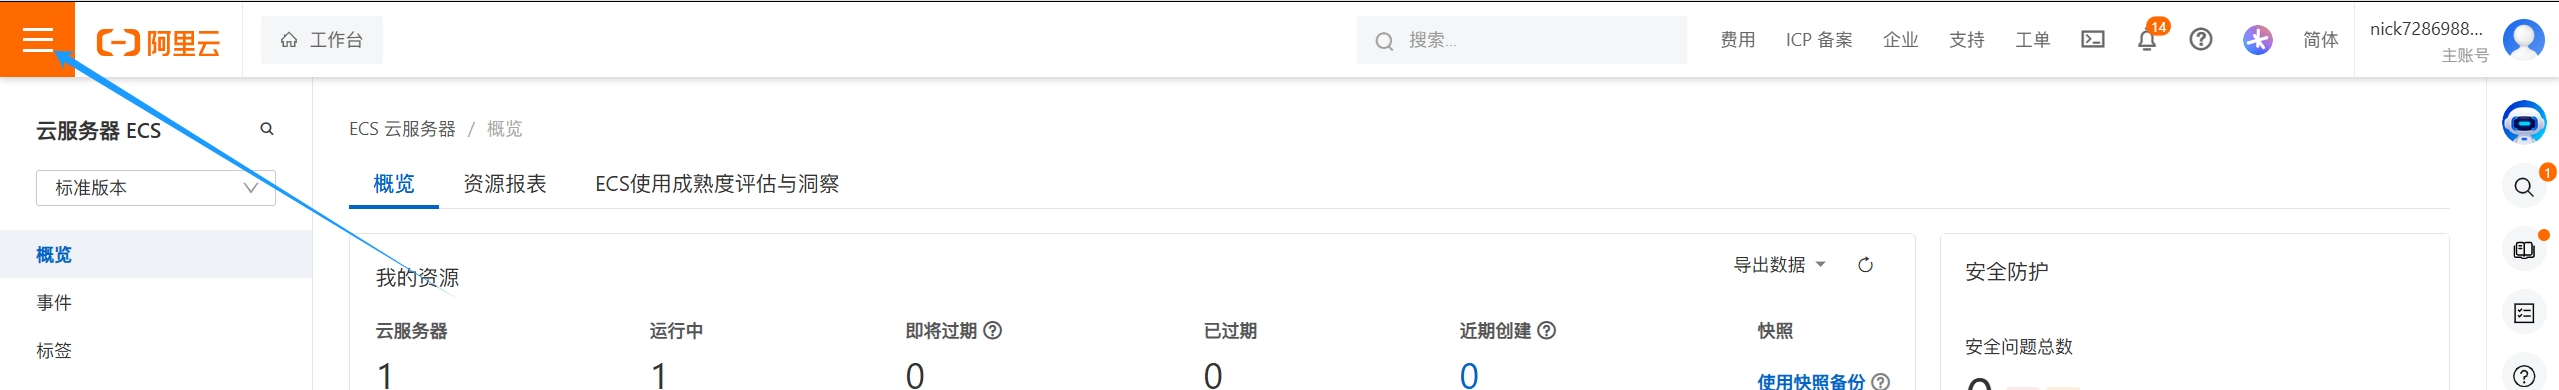 阿里云
工作台
搜索...
费用
ICP 备案
企业
支持
工单
14
简体
nick7286988...
主账号
云服务器 ECS
标准版本
概览
事件
标签
ECS 云服务器 / 概览
概览
资源报表
ECS使用成熟度评估与洞察
我的资源
导出数据
云服务器
运行中
即将过期
已过期
近期创建
快照
1
1
0
0
0
使用快照备份
安全防护
安全问题总数
0
1